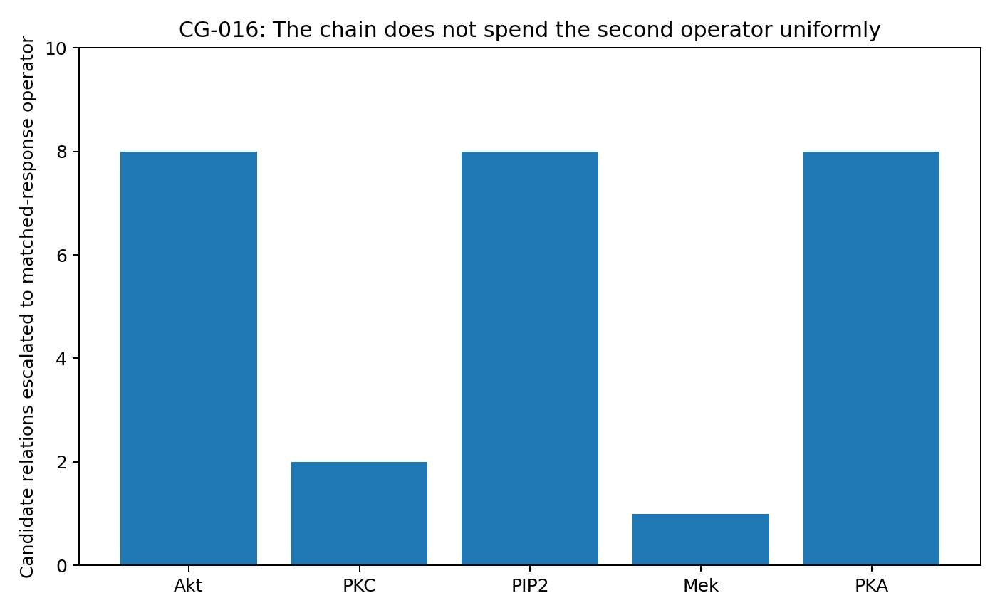 CG-016: The chain does not spend the second operator uniformly
Candidate relations escalated to matched-response operator
10
8
6
4
2
0
Akt PKC PIP2 Mek PKA